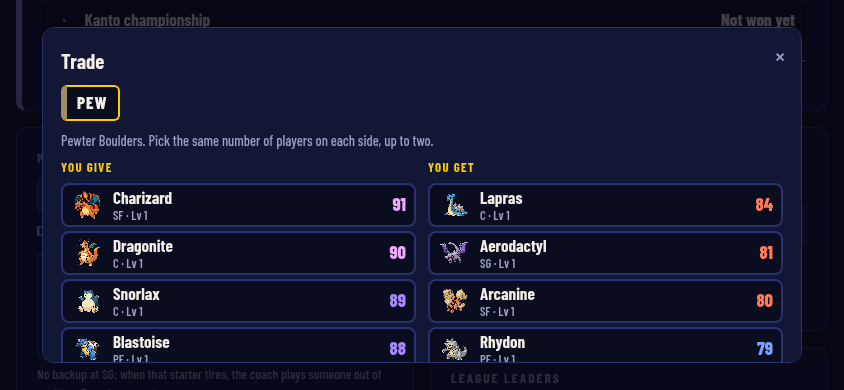 · Kanto championship Not won yet
Trade ×
PEW
Pewter Boulders. Pick the same number of players on each side, up to two.
YOU GIVE
Charizard 91
SF · Lv 1
Dragonite 90
C · Lv 1
Snorlax 89
C · Lv 1
Blastoise 88
PF · Lv 1
YOU GET
Lapras 84
C · Lv 1
Aerodactyl 81
SG · Lv 1
Arcanine 80
SF · Lv 1
Rhydon 79
PF · Lv 1
No backup at SG: when that starter tires, the coach plays someone out of
LEAGUE LEADERS